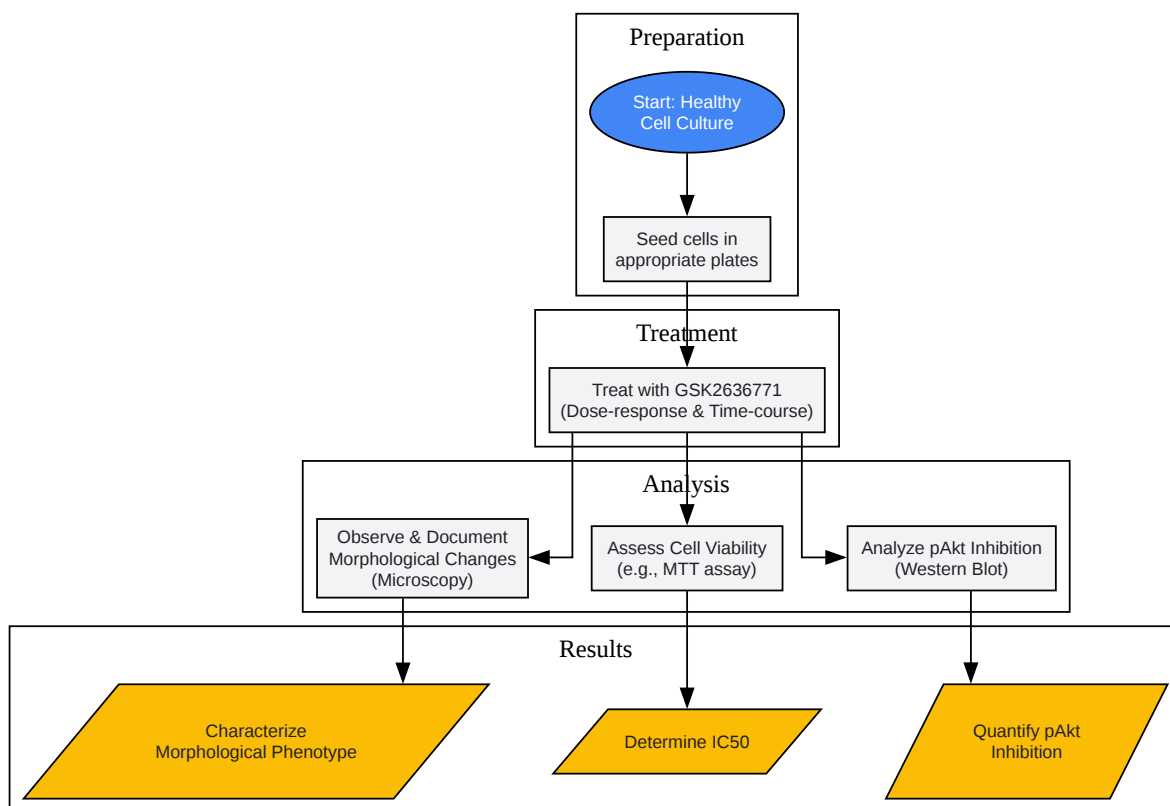 Preparation
Start: Healthy
Cell Culture
Seed cells in
appropriate plates
Treatment
Treat with GSK2636771
(Dose-response & Time-course)
Analysis
Observe & Document
Morphological Changes
(Microscopy)
Assess Cell Viability
(e.g., MTT assay)
Analyze pAkt Inhibition
(Western Blot)
Results
Characterize
Morphological Phenotype
Determine IC50
Quantify pAkt
Inhibition